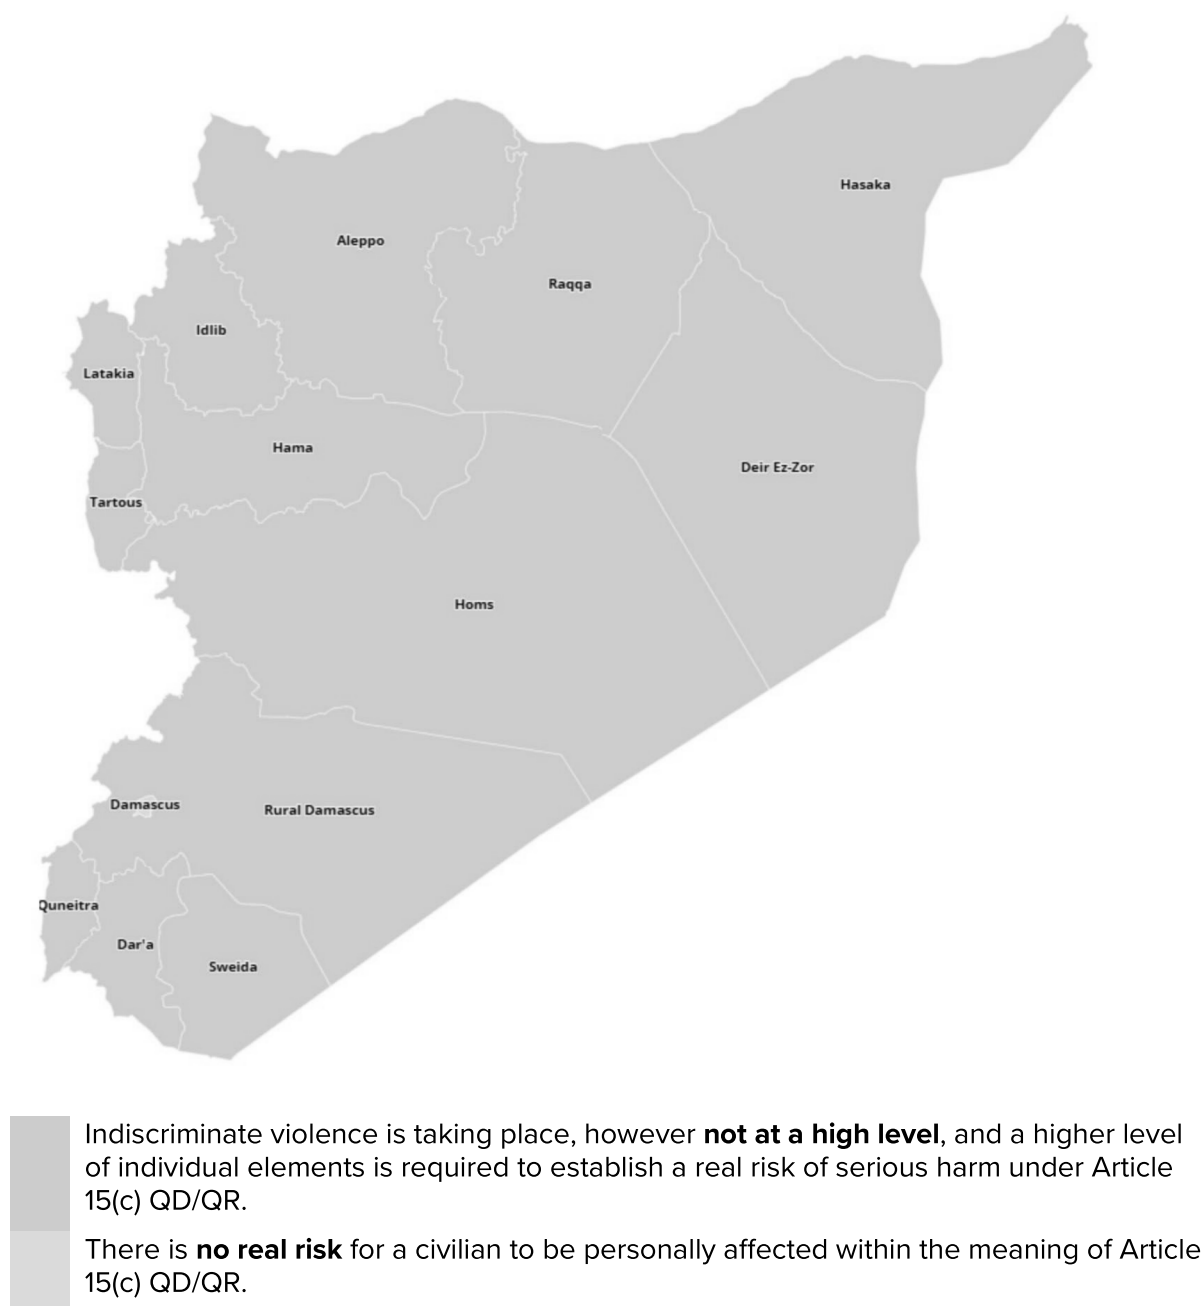 Hasaka
Aleppo
Raqqa
Idlib
Latakia
Hama
Deir Ez-Zor
Tartous
Homs
Damascus
Rural Damascus
Quneitra
Dar'a
Sweida
Indiscriminate violence is taking place, however not at a high level, and a higher level
of individual elements is required to establish a real risk of serious harm under Article
15(c) QD/QR.
There is no real risk for a civilian to be personally affected within the meaning of Article
15(c) QD/QR.